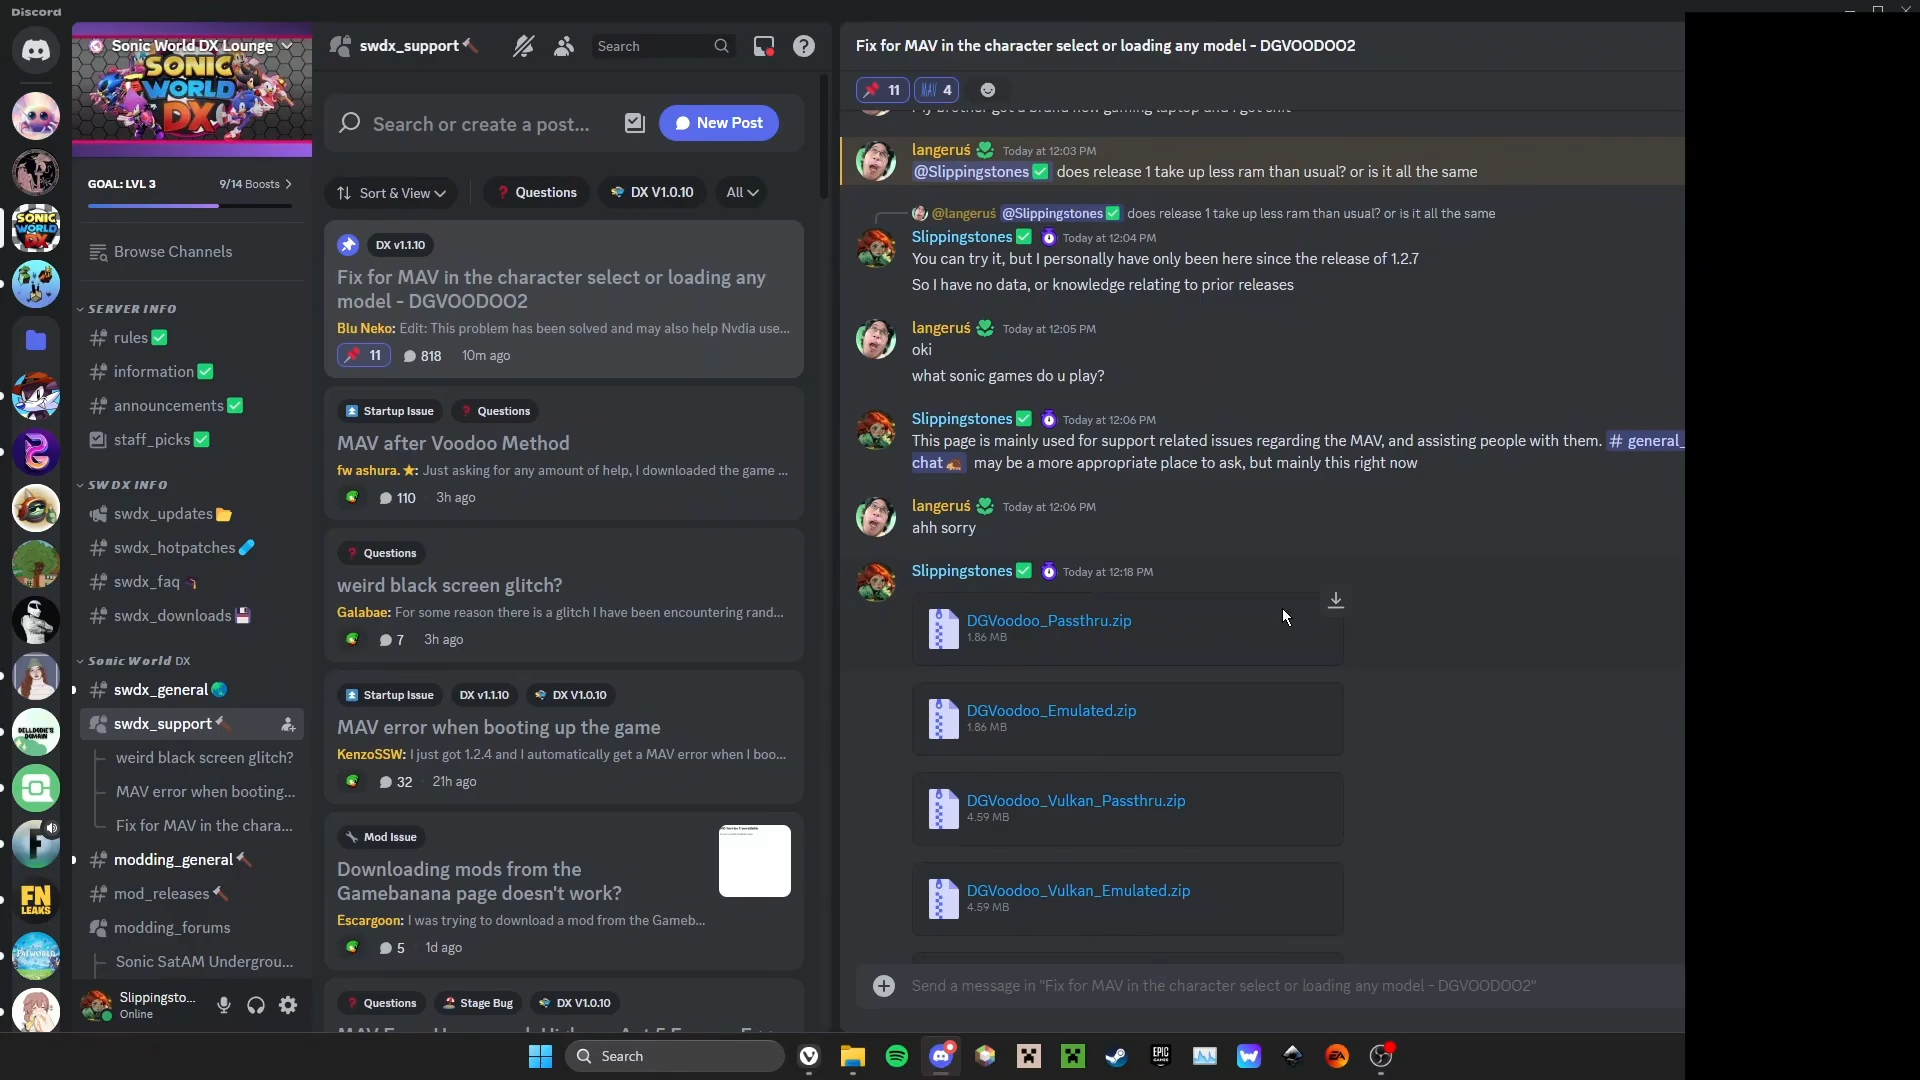 Discord
Sonic World DX Lounge
SONIC
WORLD
DX
GOAL: LVL 3
9/14 Boosts
Browse Channels
SERVER INFO
rules
information
announcements
staff_picks
SWDX INFO
swdx_updates
swdx_hotpatches
swdx_faq
swdx_downloads
Sonic World DX
swdx_general
swdx_support
weird black screen glitch?
MAV error when booting...
Fix for MAV in the chara...
modding_general
mod_releases
modding_forums
Sonic SatAM Undergrou...
Slippingsto...
Online
SONIC
WORLD
DX
DELLDODIE'S
DOMAIN
F
FN
LEAKS
PALWORLD
swdx_support
Search
Search or create a post...
New Post
Sort & View
Questions
DX V1.0.10
All
DX v1.1.10
Fix for MAV in the character select or loading any
model - DGVOODOO2
Blu Neko: Edit: This problem has been solved and may also help Nvdia use...
11
818
10m ago
Startup Issue
Questions
MAV after Voodoo Method
fw ashura.★: Just asking for any amount of help, I downloaded the game ...
110
3h ago
Questions
weird black screen glitch?
Galabae: For some reason there is a glitch I have been encountering rand...
7
3h ago
Startup Issue
DX v1.1.10
DX V1.0.10
MAV error when booting up the game
KenzoSSW: I just got 1.2.4 and I automatically get a MAV error when I boo...
32
21h ago
Mod Issue
Downloading mods from the
Gamebanana page doesn't work?
Escargoon: I was trying to download a mod from the Gameb...
5
1d ago
Questions
Stage Bug
DX V1.0.10
Fix for MAV in the character select or loading any model - DGVOODOO2
11
MAV 4
langeruś Today at 12:03 PM
@Slippingstones✅ does release 1 take up less ram than usual? or is it all the same
@langeruś @Slippingstones✅ does release 1 take up less ram than usual? or is it all the same
Slippingstones✅ Today at 12:04 PM
You can try it, but I personally have only been here since the release of 1.2.7
So I have no data, or knowledge relating to prior releases
langeruś Today at 12:05 PM
oki
what sonic games do u play?
Slippingstones✅ Today at 12:06 PM
This page is mainly used for support related issues regarding the MAV, and assisting people with them. # general_
chat may be a more appropriate place to ask, but mainly this right now
langeruś Today at 12:06 PM
ahh sorry
Slippingstones✅ Today at 12:18 PM
DGVoodoo_Passthru.zip
1.86 MB
DGVoodoo_Emulated.zip
1.86 MB
DGVoodoo_Vulkan_Passthru.zip
4.59 MB
DGVoodoo_Vulkan_Emulated.zip
4.59 MB
Send a message in "Fix for MAV in the character select or loading any model - DGVOODOO2"
Search
EPIC
GAMES
EA